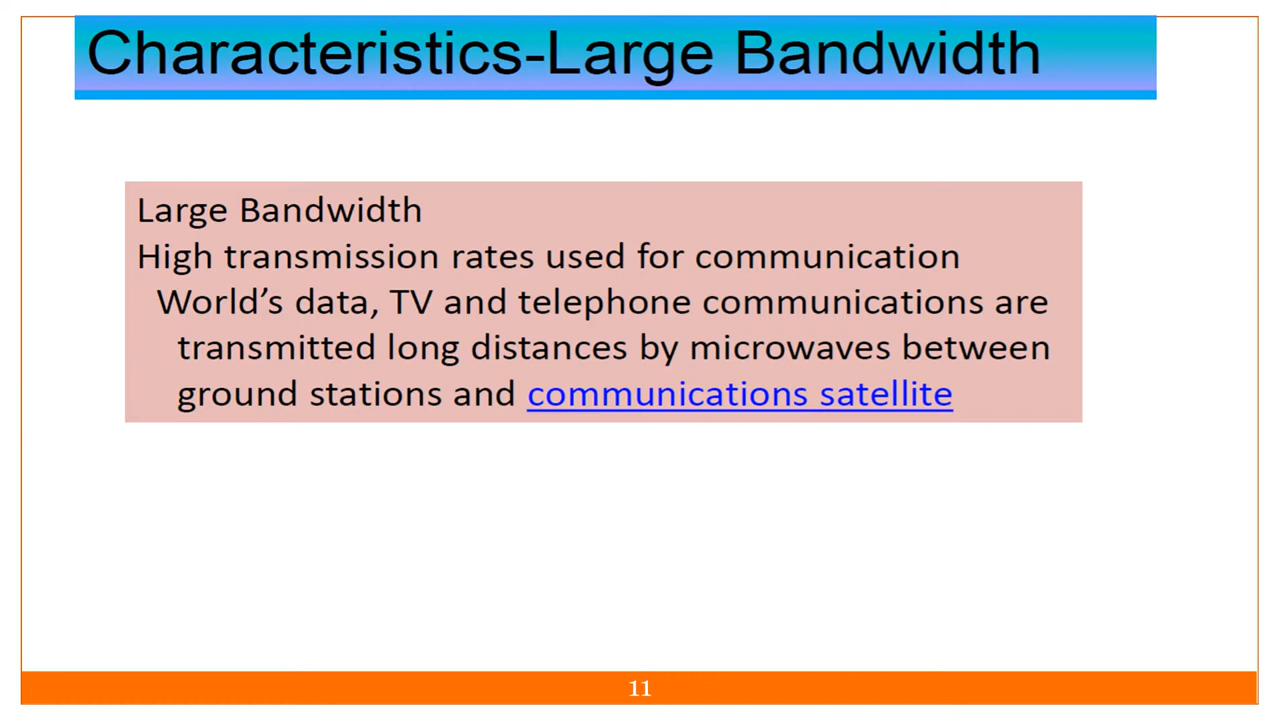 Characteristics-Large Bandwidth
Large Bandwidth
High transmission rates used for communication
World’s data, TV and telephone communications are
transmitted long distances by microwaves between
ground stations and communications satellite
11